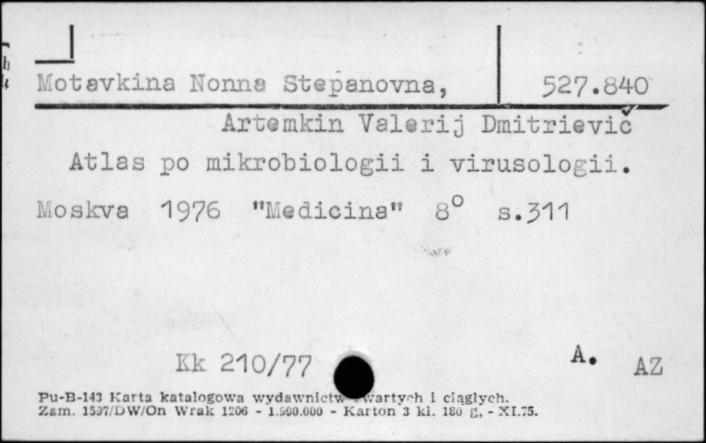 Motavkina Nonna Stepanovna, 527.840
Artemkin Valerij Dmitrievič
Atlas po mikrobiologii i virusologii.
Moskva 1976 "Medicina" 8° s.311
Kk 210/77 A. AZ
Pu-B-143 Karta katalogowa wydawnictw zwartych i ciągłych.
Zam. 1597/DW/On Wrak 1206 - 1.990.000 - Karton 3 kl. 180 g. - XI.75.